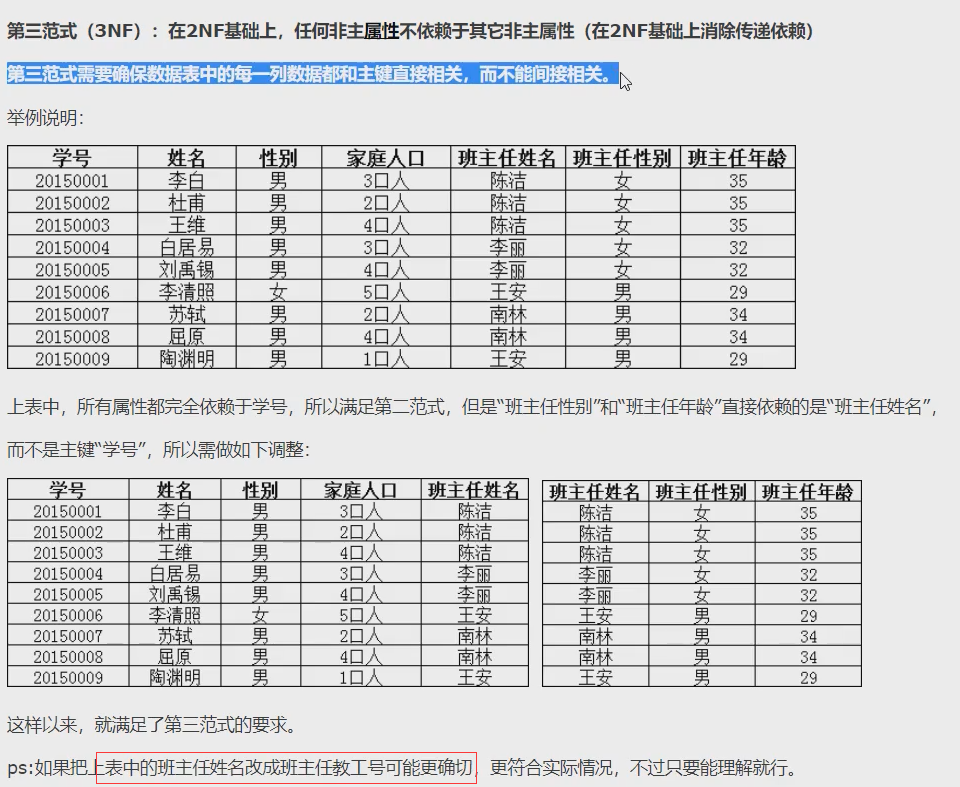 第三范式（3NF）：在2NF基础上，任何非主属性不依赖于其它非主属性（在2NF基础上消除传递依赖）
第三范式需要确保数据表中的每一列数据都和主键直接相关，而不能间接相关。
举例说明：
学号 姓名 性别 家庭人口 班主任姓名 班主任性别 班主任年龄
20150001 李白 男 3口人 陈洁 女 35
20150002 杜甫 男 2口人 陈洁 女 35
20150003 王维 男 4口人 陈洁 女 35
20150004 白居易 男 3口人 李丽 女 32
20150005 刘禹锡 男 4口人 李丽 女 32
20150006 李清照 女 5口人 王安 男 29
20150007 苏轼 男 2口人 南林 男 34
20150008 屈原 男 4口人 南林 男 34
20150009 陶渊明 男 1口人 王安 男 29
上表中，所有属性都完全依赖于学号，所以满足第二范式，但是“班主任性别”和“班主任年龄”直接依赖的是“班主任姓名”，
而不是主键“学号”，所以需做如下调整：
学号 姓名 性别 家庭人口 班主任姓名
20150001 李白 男 3口人 陈洁
20150002 杜甫 男 2口人 陈洁
20150003 王维 男 4口人 陈洁
20150004 白居易 男 3口人 李丽
20150005 刘禹锡 男 4口人 李丽
20150006 李清照 女 5口人 王安
20150007 苏轼 男 2口人 南林
20150008 屈原 男 4口人 南林
20150009 陶渊明 男 1口人 王安
班主任姓名 班主任性别 班主任年龄
陈洁 女 35
陈洁 女 35
陈洁 女 35
李丽 女 32
李丽 女 32
王安 男 29
南林 男 34
南林 男 34
王安 男 29
这样以来，就满足了第三范式的要求。
ps:如果把上表中的班主任姓名改成班主任教工号可能更确切，更符合实际情况，不过只要能理解就行。